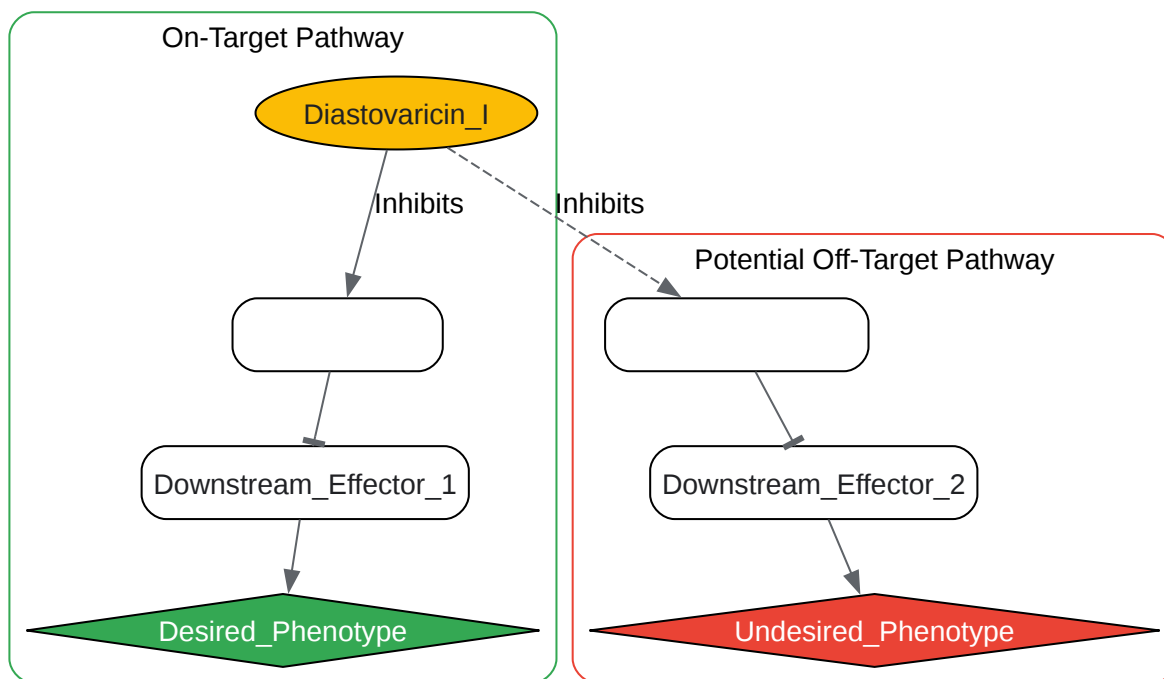 On-Target Pathway
Diastovaricin_I
Inhibits
Inhibits
Potential Off-Target Pathway
Downstream_Effector_1
Downstream_Effector_2
Desired_Phenotype
Undesired_Phenotype